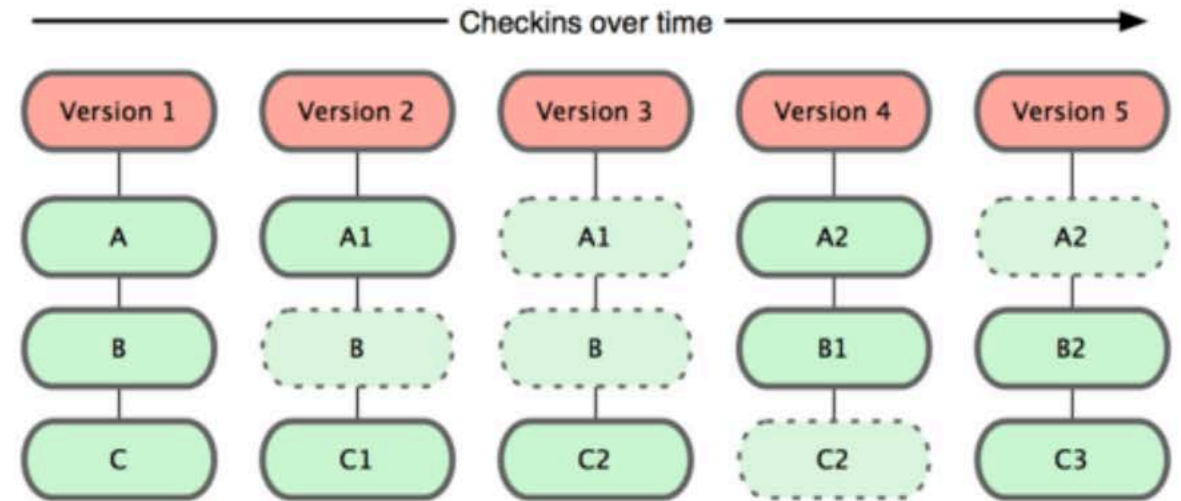 Checkins over time
Version 1 Version 2 Version 3 Version 4 Version 5
A A1 A1 A2 A2
B B B B1 B2
C C1 C2 C2 C3